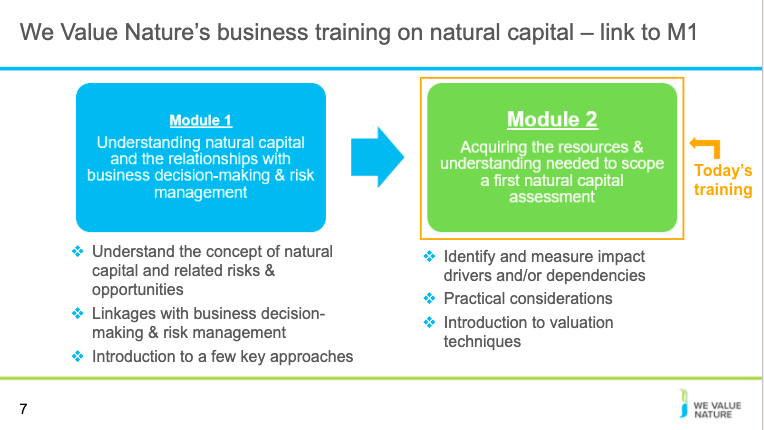 We Value Nature's business training on natural capital – link to M1
Module 1
Understanding natural capital
and the relationships with
business decision-making & risk
management
Module 2
Acquiring the resources &
understanding needed to scope
a first natural capital
assessment
Today's
training
❖ Understand the concept of natural
capital and related risks &
opportunities
❖ Linkages with business decision-
making & risk management
❖ Introduction to a few key approaches
❖ Identify and measure impact
drivers and/or dependencies
❖ Practical considerations
❖ Introduction to valuation
techniques
7
WE VALUE
NATURE